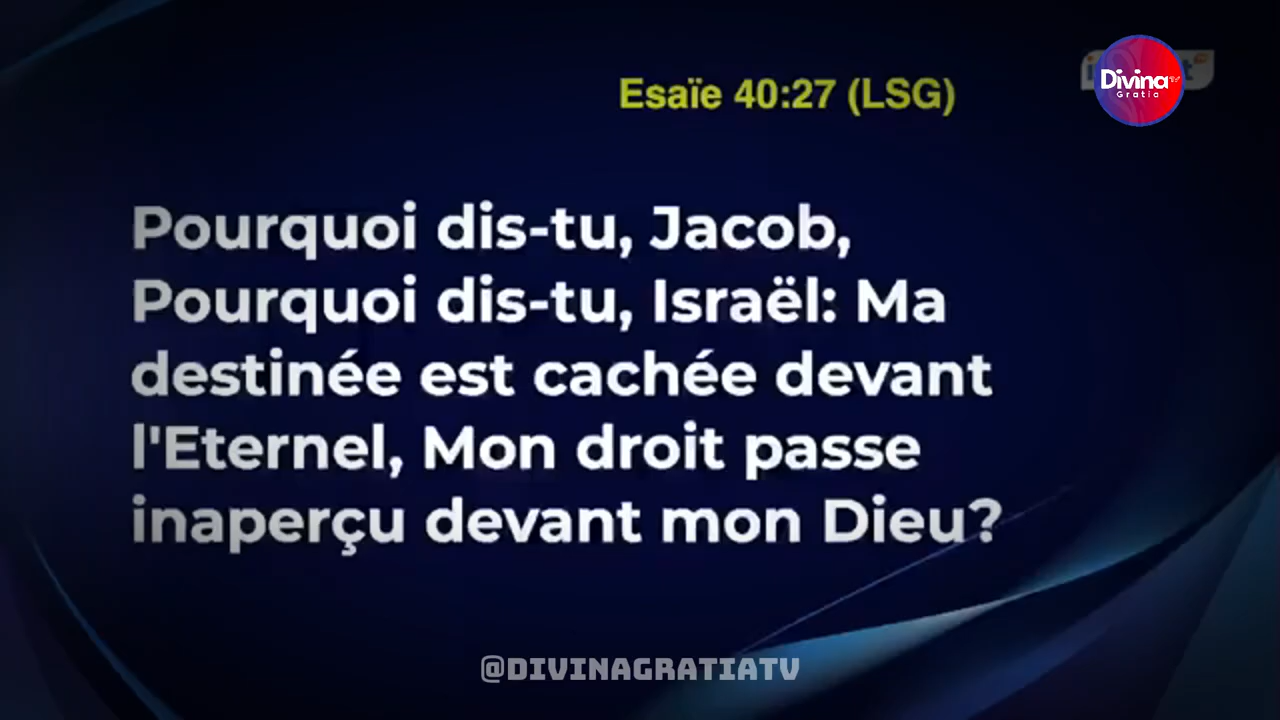 Esaïe 40:27 (LSG)
Divina TV
Gratia
Pourquoi dis-tu, Jacob,
Pourquoi dis-tu, Israël: Ma
destinée est cachée devant
l'Eternel, Mon droit passe
inaperçu devant mon Dieu?
@DIVINAGRATIATV